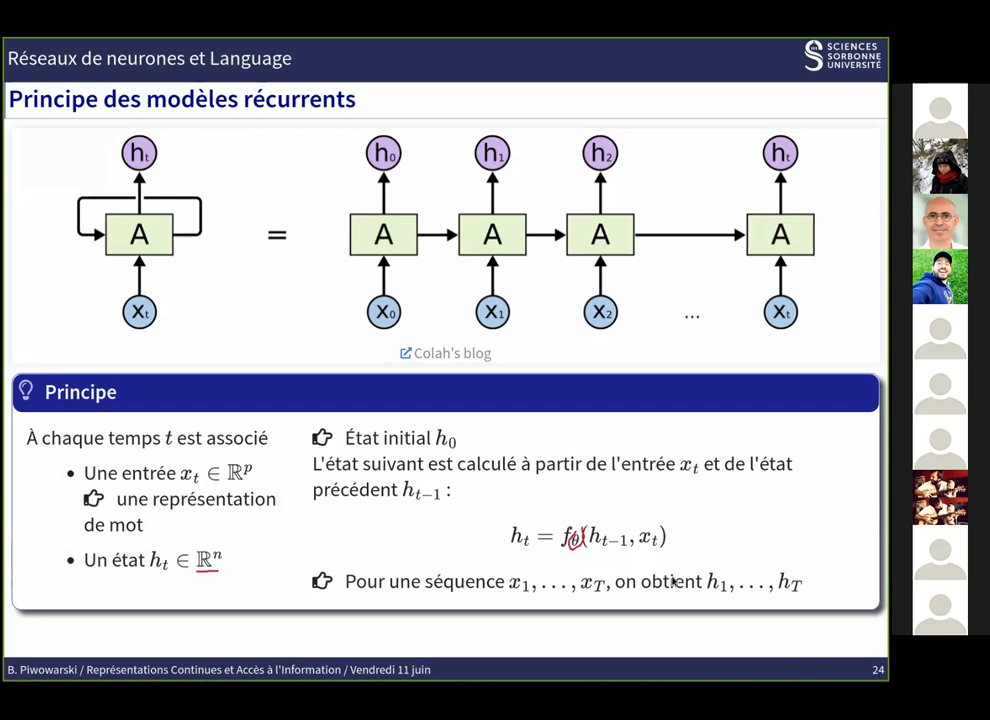 Réseaux de neurones et Language
SCIENCES
SORBONNE
UNIVERSITÉ
Principe des modèles récurrents
hₜ h₀ h₁ h₂ hₜ
A = A A A A
xₜ x₀ x₁ x₂ ... xₜ
Colah's blog
Principe
À chaque temps t est associé
• Une entrée xₜ ∈ ℝᵖ
une représentation
de mot
• Un état hₜ ∈ ℝⁿ
État initial h₀
L'état suivant est calculé à partir de l'entrée xₜ et de l'état
précédent hₜ₋₁ :
hₜ = f_θ(hₜ₋₁, xₜ)
Pour une séquence x₁, . . . , x_T, on obtient h₁, . . . , h_T
B. Piwowarski / Représentations Continues et Accès à l'Information / Vendredi 11 juin
24